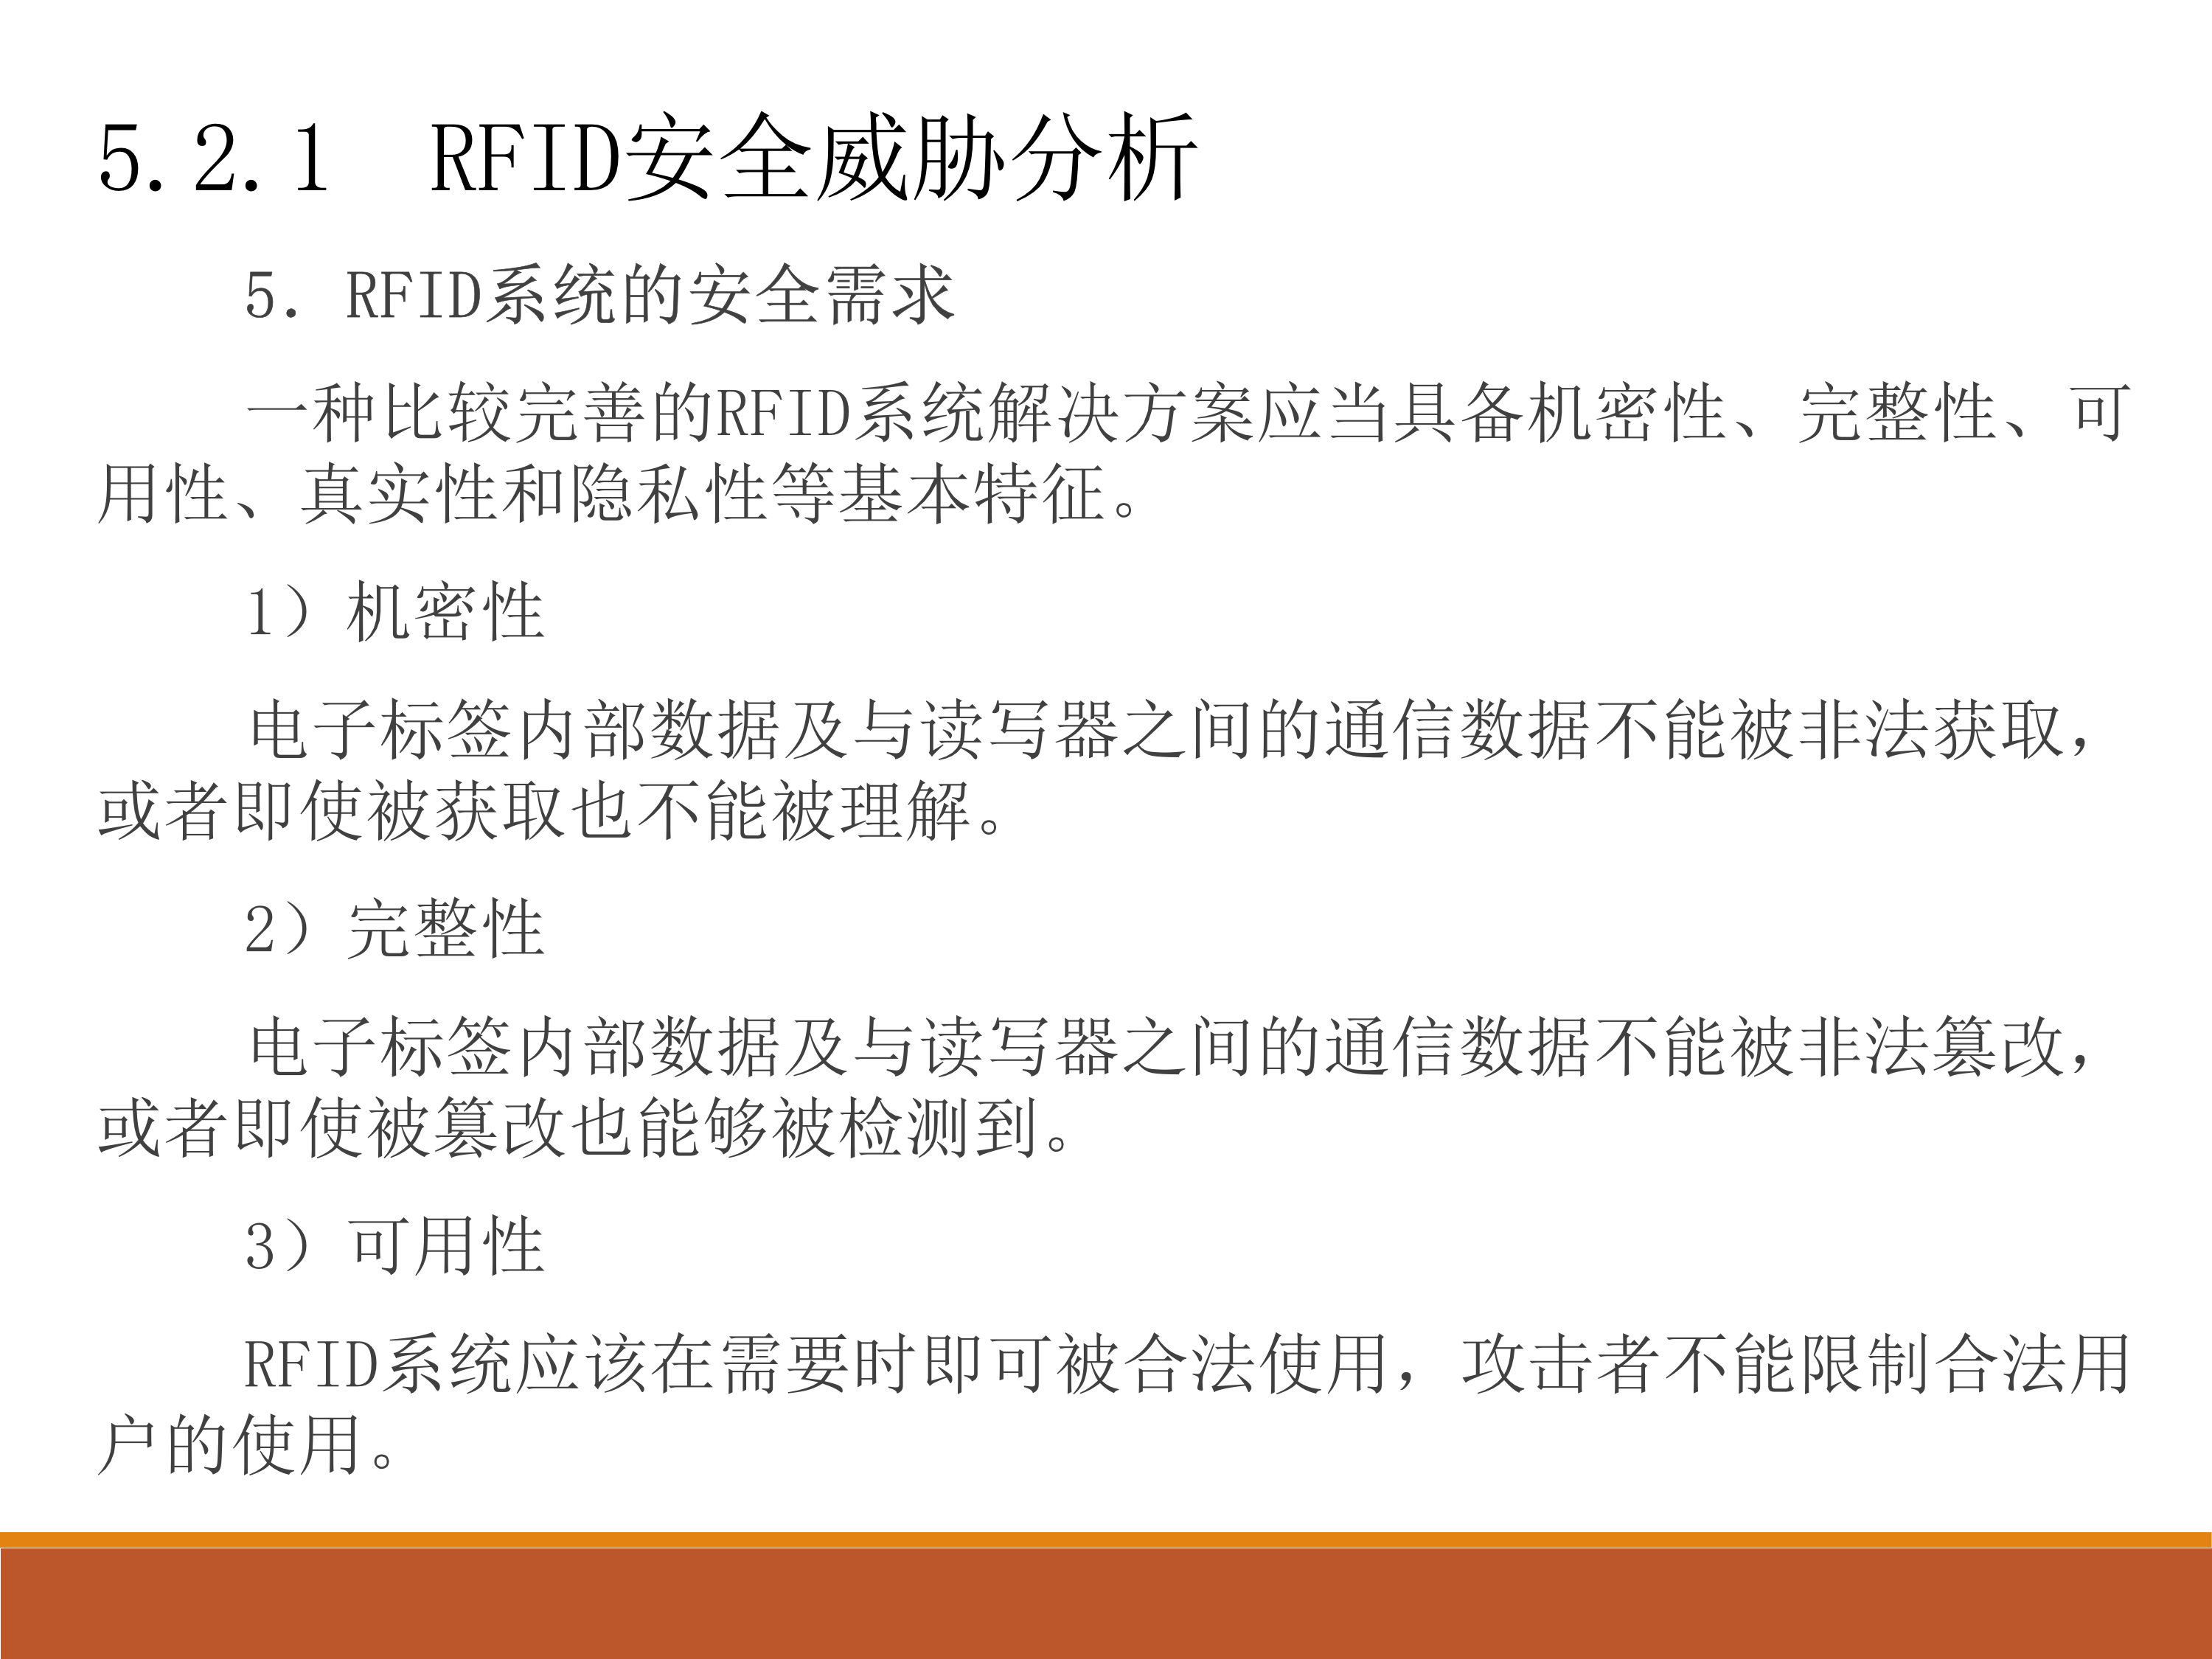 5.2.1 RFID安全威胁分析
5. RFID系统的安全需求
一种比较完善的RFID系统解决方案应当具备机密性、完整性、可
用性、真实性和隐私性等基本特征。
1）机密性
电子标签内部数据及与读写器之间的通信数据不能被非法获取，
或者即使被获取也不能被理解。
2）完整性
电子标签内部数据及与读写器之间的通信数据不能被非法篡改，
或者即使被篡改也能够被检测到。
3）可用性
RFID系统应该在需要时即可被合法使用，攻击者不能限制合法用
户的使用。